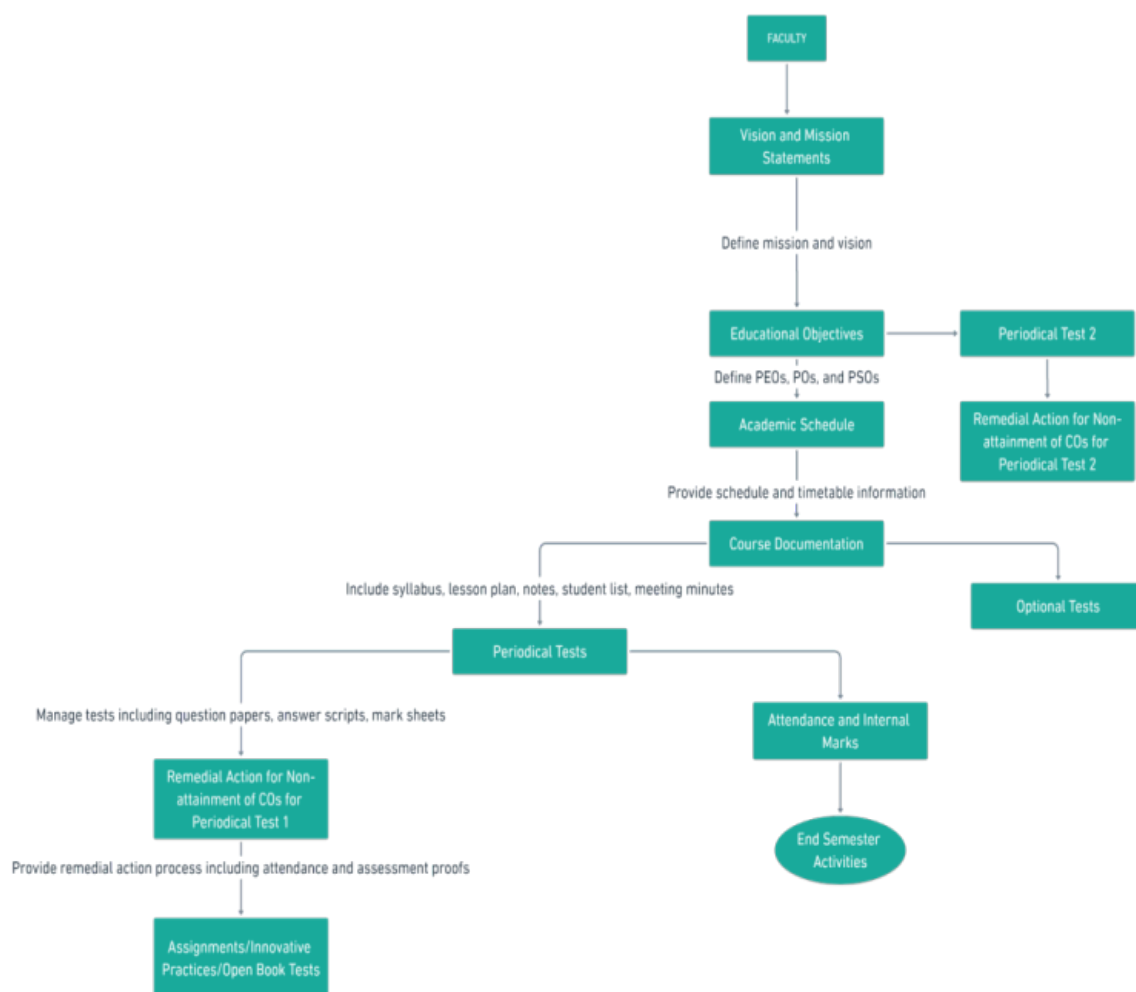 FACULTY
Vision and Mission
Statements
Define mission and vision
Educational Objectives
Periodical Test 2
Define PEOs, POs, and PSOs
Academic Schedule
Remedial Action for Non-
attainment of COs for
Periodical Test 2
Provide schedule and timetable information
Course Documentation
Include syllabus, lesson plan, notes, student list, meeting minutes
Optional Tests
Periodical Tests
Manage tests including question papers, answer scripts, mark sheets
Attendance and Internal
Marks
Remedial Action for Non-
attainment of COs for
Periodical Test 1
End Semester
Activities
Provide remedial action process including attendance and assessment proofs
Assignments/Innovative
Practices/Open Book Tests